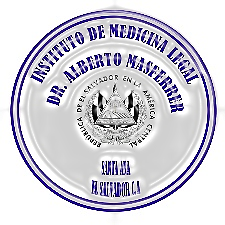 INSTITUTO DE MEDICINA LEGAL
DR. ALBERTO MASFERRER
REPUBLICA DE EL SALVADOR EN LA AMERICA CENTRAL
SANTA ANA
EL SALVADOR, C.A